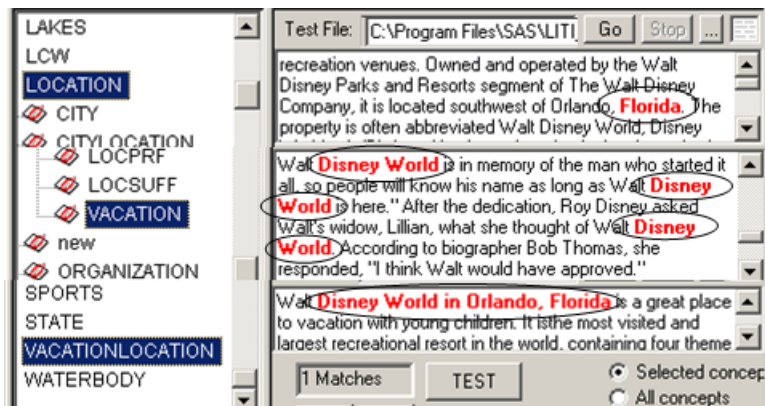 LAKES
LCW
LOCATION
CITY
CITYLOCATION
LOCPRF
LOCSUFF
VACATION
new
ORGANIZATION
SPORTS
STATE
VACATIONLOCATION
WATERBODY
Test File: C:\Program Files\SAS\LITI_ Go Stop ...
recreation venues. Owned and operated by the Walt
Disney Parks and Resorts segment of The Walt Disney
Company, it is located southwest of Orlando, Florida. The
property is often abbreviated Walt Disney World, Disney
Walt Disney World is in memory of the man who started it
all, so people will know his name as long as Walt Disney
World is here." After the dedication, Roy Disney asked
Walt's widow, Lillian, what she thought of Walt Disney
World. According to biographer Bob Thomas, she
responded, "I think Walt would have approved."
Walt Disney World in Orlando, Florida is a great place
to vacation with young children. It isthe most visited and
largest recreational resort in the world, containing four theme
1 Matches TEST Selected concep
All concepts